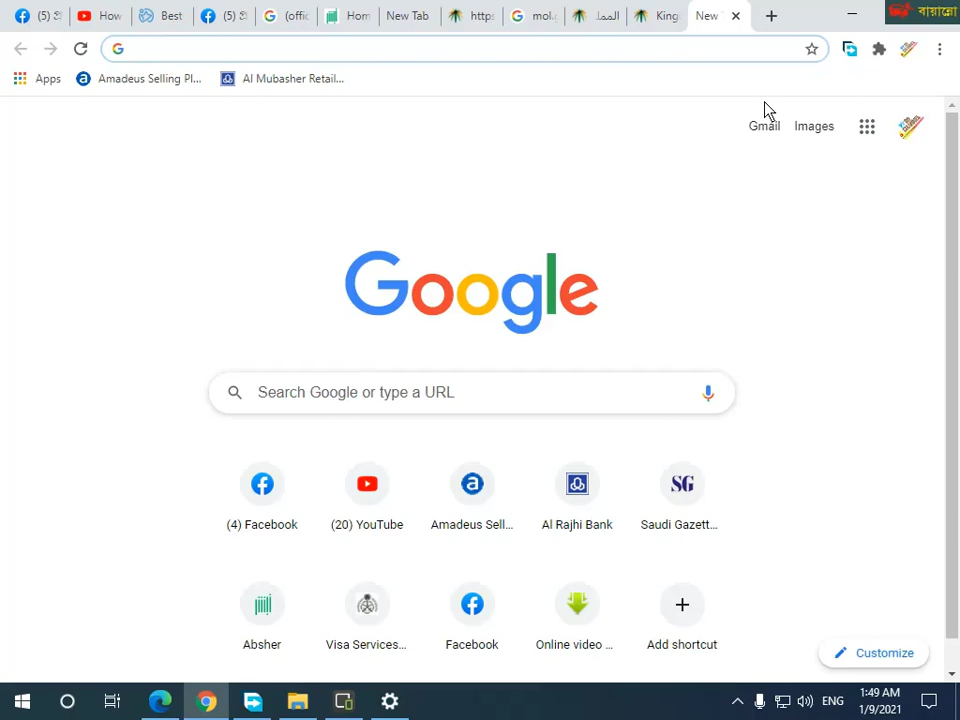 (5) ਹ
How
Best
(5) ਹ
(offic
Hom
New Tab
https
mol.
المما
King
New
বায়ান্নো
Apps
Amadeus Selling Pl...
Al Mubasher Retail...
Gmail
Images
Google
Search Google or type a URL
(4) Facebook
(20) YouTube
Amadeus Sell...
Al Rajhi Bank
Saudi Gazett...
Absher
Visa Services...
Facebook
Online video ...
Add shortcut
Customize
ENG
1:49 AM
1/9/2021